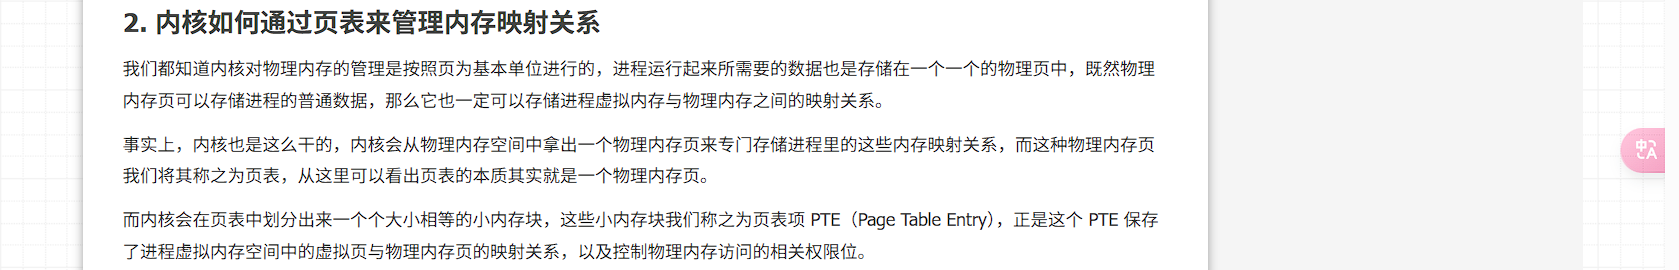 2. 内核如何通过页表来管理内存映射关系
我们都知道内核对物理内存的管理是按照页为基本单位进行的，进程运行起来所需要的数据也是存储在一个一个的物理页中，既然物理
内存页可以存储进程的普通数据，那么它也一定可以存储进程虚拟内存与物理内存之间的映射关系。
事实上，内核也是这么干的，内核会从物理内存空间中拿出一个物理内存页来专门存储进程里的这些内存映射关系，而这种物理内存页
我们将其称之为页表，从这里可以看出页表的本质其实就是一个物理内存页。
而内核会在页表中划分出来一个个大小相等的小内存块，这些小内存块我们称之为页表项 PTE（Page Table Entry），正是这个 PTE 保存
了进程虚拟内存空间中的虚拟页与物理内存页的映射关系，以及控制物理内存访问的相关权限位。
中A